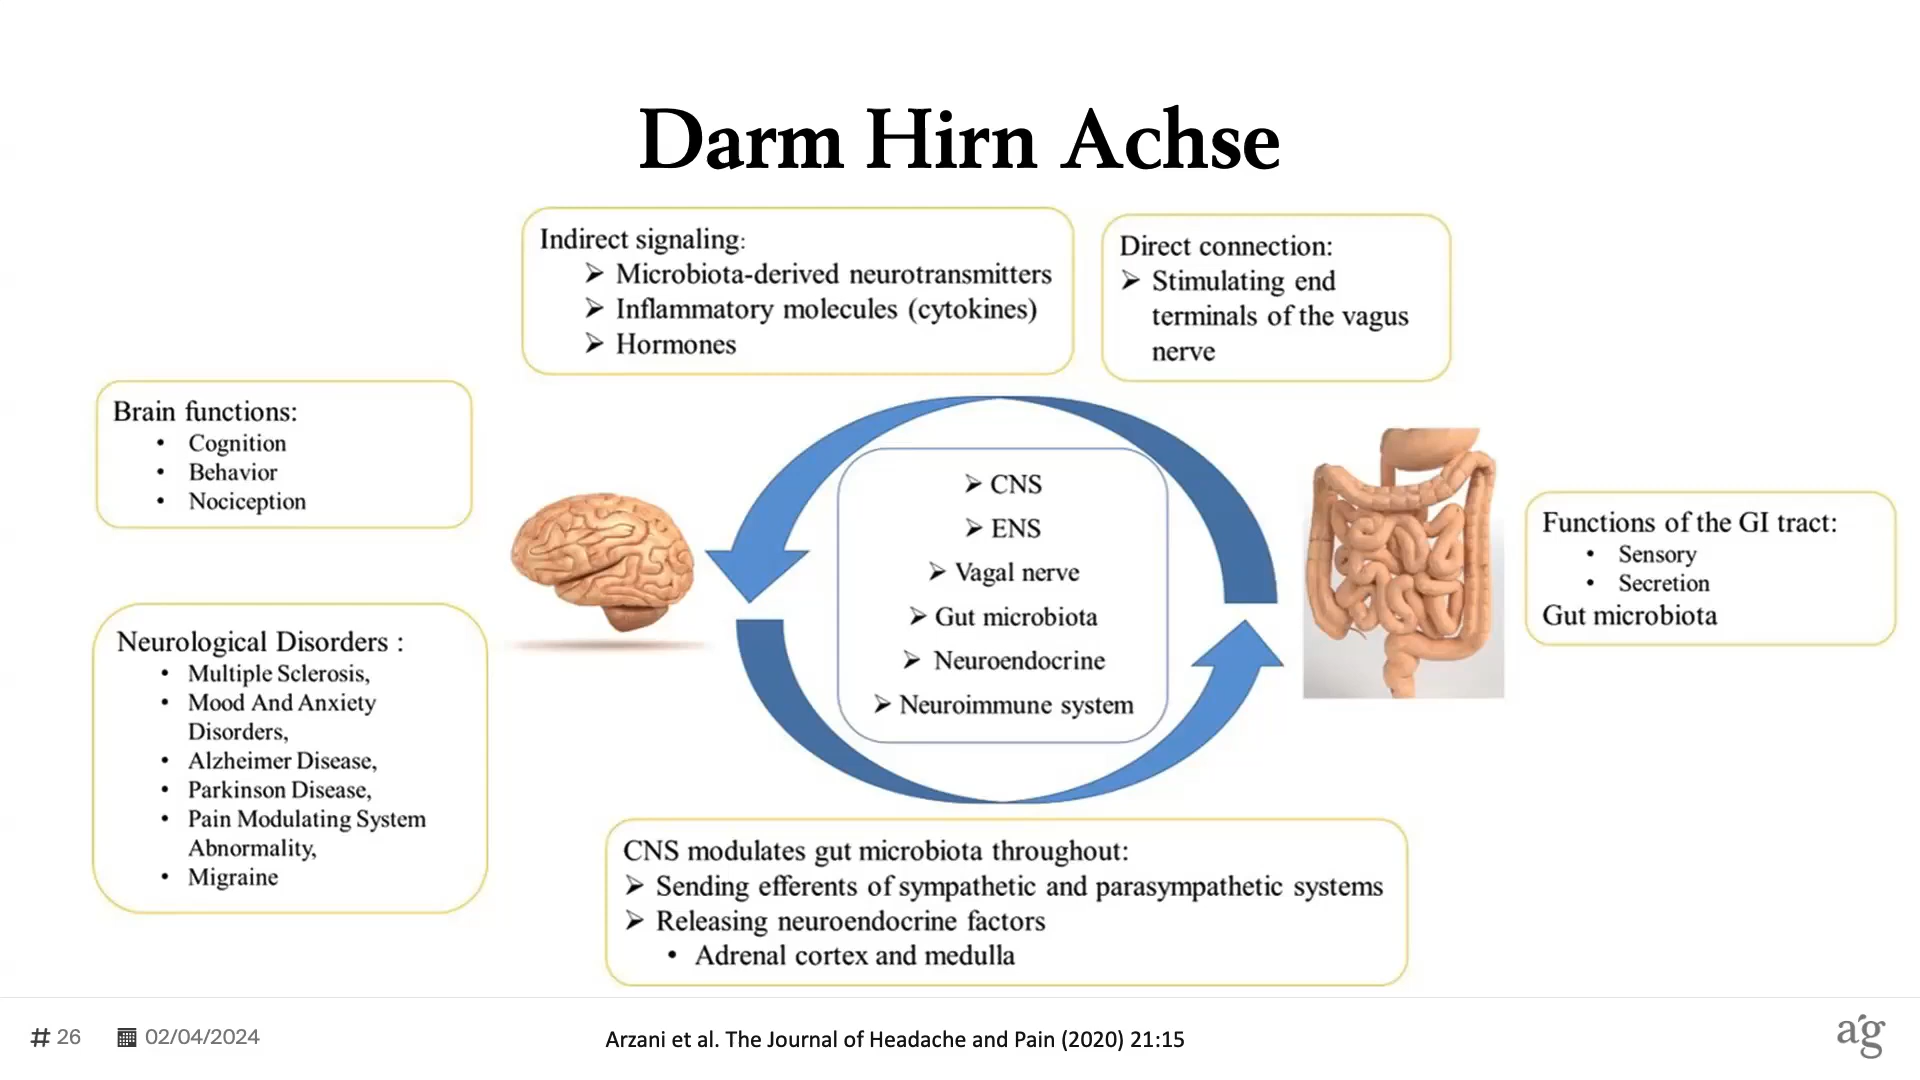 Darm Hirn Achse
Indirect signaling:
➢ Microbiota-derived neurotransmitters
➢ Inflammatory molecules (cytokines)
➢ Hormones
Direct connection:
➢ Stimulating end
terminals of the vagus
nerve
Brain functions:
• Cognition
• Behavior
• Nociception
➢ CNS
➢ ENS
➢ Vagal nerve
➢ Gut microbiota
➢ Neuroendocrine
➢ Neuroimmune system
Functions of the GI tract:
• Sensory
• Secretion
Gut microbiota
Neurological Disorders :
• Multiple Sclerosis,
• Mood And Anxiety
Disorders,
• Alzheimer Disease,
• Parkinson Disease,
• Pain Modulating System
Abnormality,
• Migraine
CNS modulates gut microbiota throughout:
➢ Sending efferents of sympathetic and parasympathetic systems
➢ Releasing neuroendocrine factors
• Adrenal cortex and medulla
# 26
02/04/2024
Arzani et al. The Journal of Headache and Pain (2020) 21:15
a'g